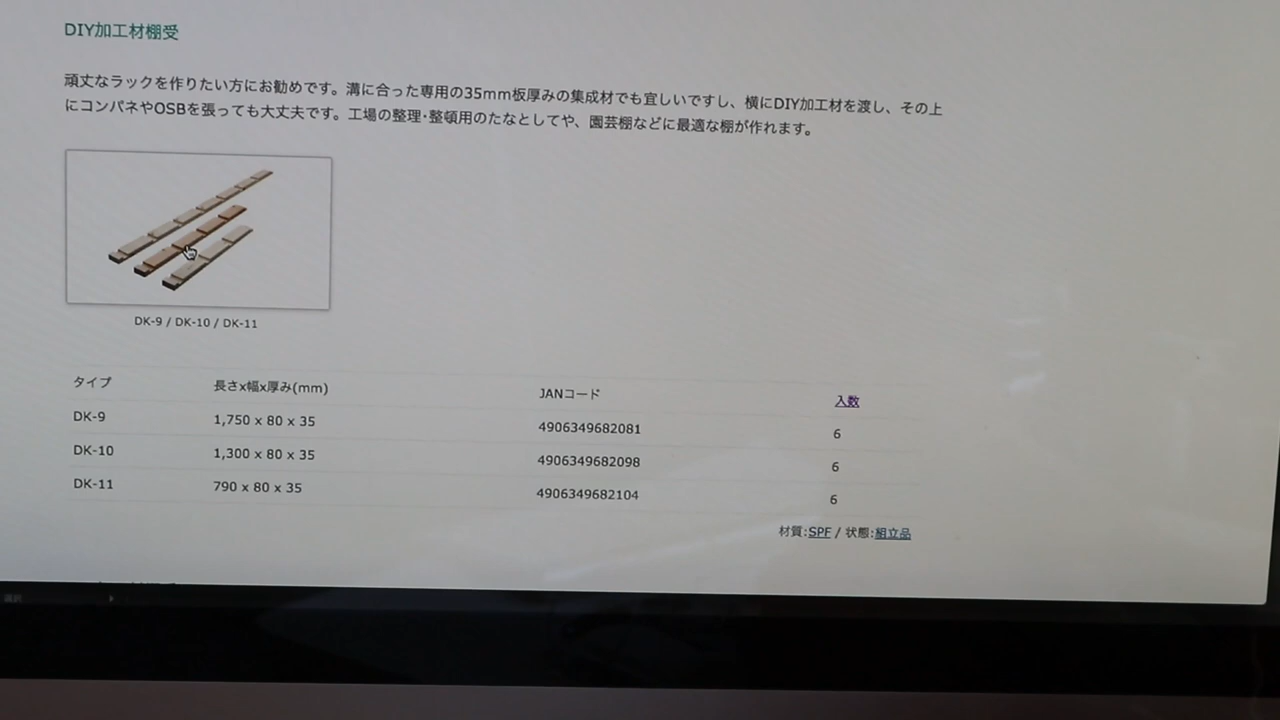 DIY加工材棚受
頑丈なラックを作りたい方にお勧めです。溝に合った専用の35mm板厚みの集成材でも宜しいですし、横にDIY加工材を渡し、その上
にコンパネやOSBを張っても大丈夫です。工場の整理・整頓用のたなとしてや、園芸棚などに最適な棚が作れます。
DK-9 / DK-10 / DK-11
タイプ 長さx幅x厚み(mm) JANコード 入数
DK-9 1,750 x 80 x 35 4906349682081 6
DK-10 1,300 x 80 x 35 4906349682098 6
DK-11 790 x 80 x 35 4906349682104 6
材質:SPF / 状態:組立品